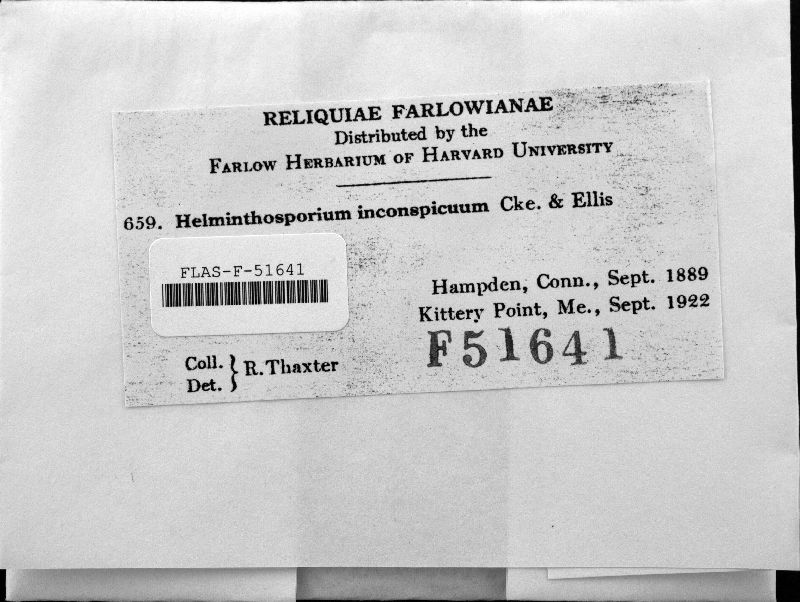 RELIQUIAE FARLOWIANAE
Distributed by the
FARLOW HERBARIUM OF HARVARD UNIVERSITY
659. Helminthosporium inconspicuum Cke. & Ellis
FLAS-F-51641
Hampden, Conn., Sept. 1889
Kittery Point, Me., Sept. 1922
F51641
Coll. } R. Thaxter
Det.